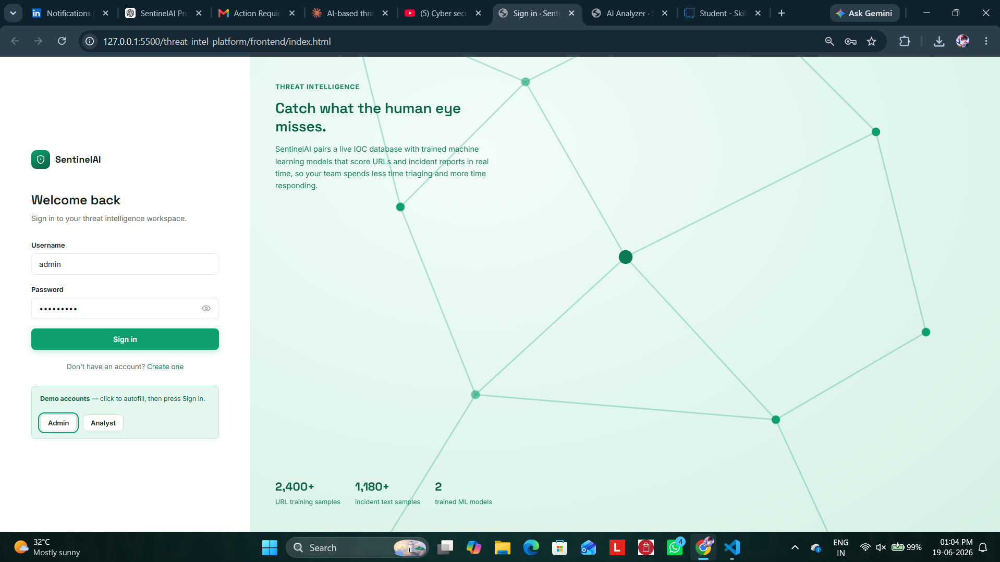 Notifications
SentinelAI Pro
Action Requir
AI-based thre
(5) Cyber secu
Sign in · Senti
AI Analyzer · S
Student - Skil
Ask Gemini
127.0.0.1:5500/threat-intel-platform/frontend/index.html
SentinelAI
Welcome back
Sign in to your threat intelligence workspace.
Username
admin
Password
•••••••••
Sign in
Don't have an account? Create one
Demo accounts — click to autofill, then press Sign in.
Admin
Analyst
THREAT INTELLIGENCE
Catch what the human eye
misses.
SentinelAI pairs a live IOC database with trained machine
learning models that score URLs and incident reports in real
time, so your team spends less time triaging and more time
responding.
2,400+
URL training samples
1,180+
incident text samples
2
trained ML models
32°C
Mostly sunny
Search
L
4
ENG
IN
99%
01:04 PM
19-06-2026